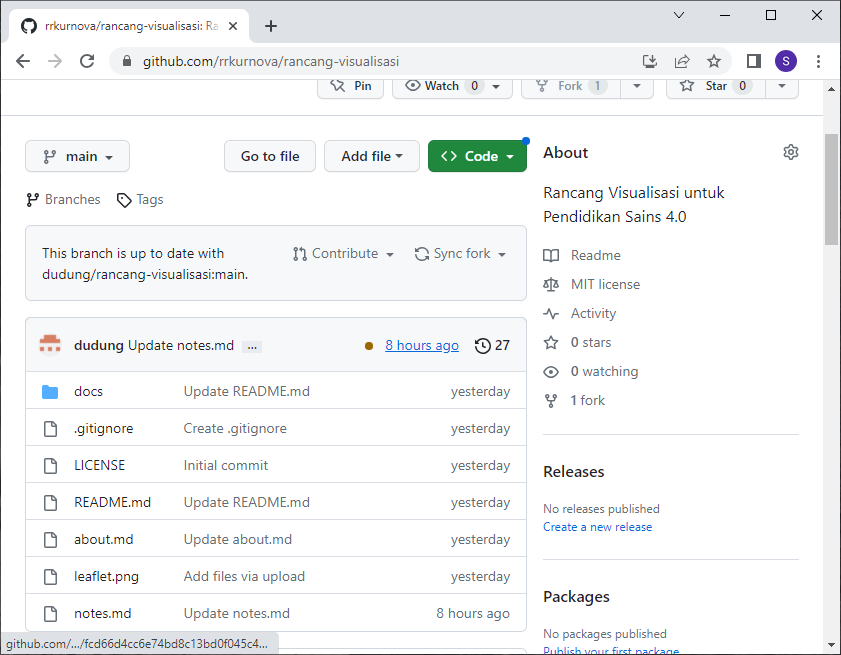 rrkurnova/rancang-visualisasi: Ra
github.com/rrkurnova/rancang-visualisasi
S
Pin
Watch 0
Fork 1
Star 0
main
Go to file
Add file
Code
Branches
Tags
This branch is up to date with
dudung/rancang-visualisasi:main.
Contribute
Sync fork
dudung Update notes.md ...
8 hours ago
27
docs Update README.md yesterday
.gitignore Create .gitignore yesterday
LICENSE Initial commit yesterday
README.md Update README.md yesterday
about.md Update about.md yesterday
leaflet.png Add files via upload yesterday
notes.md Update notes.md 8 hours ago
About
Rancang Visualisasi untuk
Pendidikan Sains 4.0
Readme
MIT license
Activity
0 stars
0 watching
1 fork
Releases
No releases published
Create a new release
Packages
No packages published
Publish your first package
github.com/.../fcd66d4cc6e74bd8c13bd0f045c4...